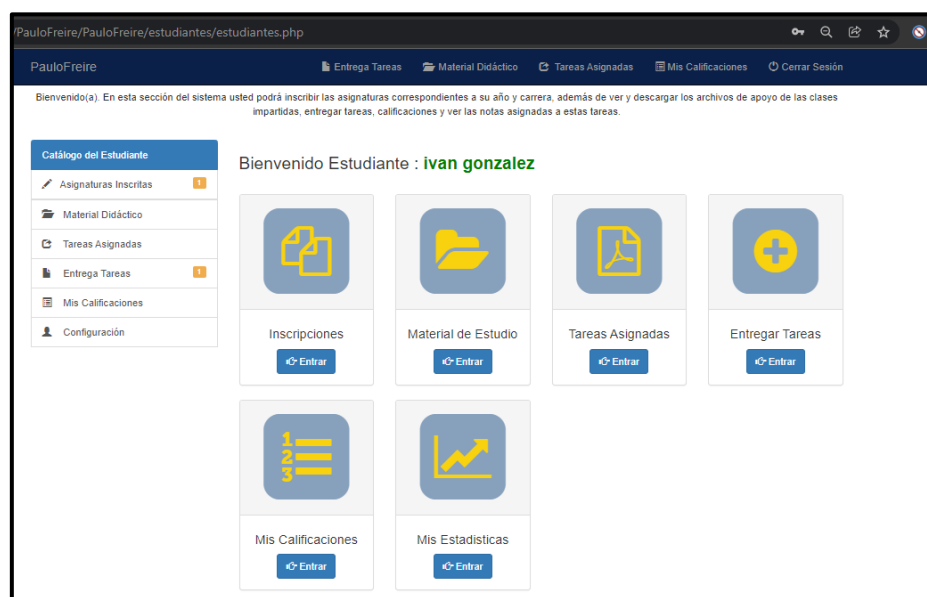 /PauloFreire/PauloFreire/estudiantes/estudiantes.php
PauloFreire
Entrega Tareas
Material Didáctico
Tareas Asignadas
Mis Calificaciones
Cerrar Sesión
Bienvenido(a). En esta sección del sistema usted podrá inscribir las asignaturas correspondientes a su año y carrera, además de ver y descargar los archivos de apoyo de las clases
impartidas, entregar tareas, calificaciones y ver las notas asignadas a estas tareas.
Catálogo del Estudiante
Asignaturas Inscritas 1
Material Didáctico
Tareas Asignadas
Entrega Tareas 1
Mis Calificaciones
Configuración
Bienvenido Estudiante : ivan gonzalez
Inscripciones
Entrar
Material de Estudio
Entrar
Tareas Asignadas
Entrar
Entregar Tareas
Entrar
1
2
3
Mis Calificaciones
Entrar
Mis Estadisticas
Entrar